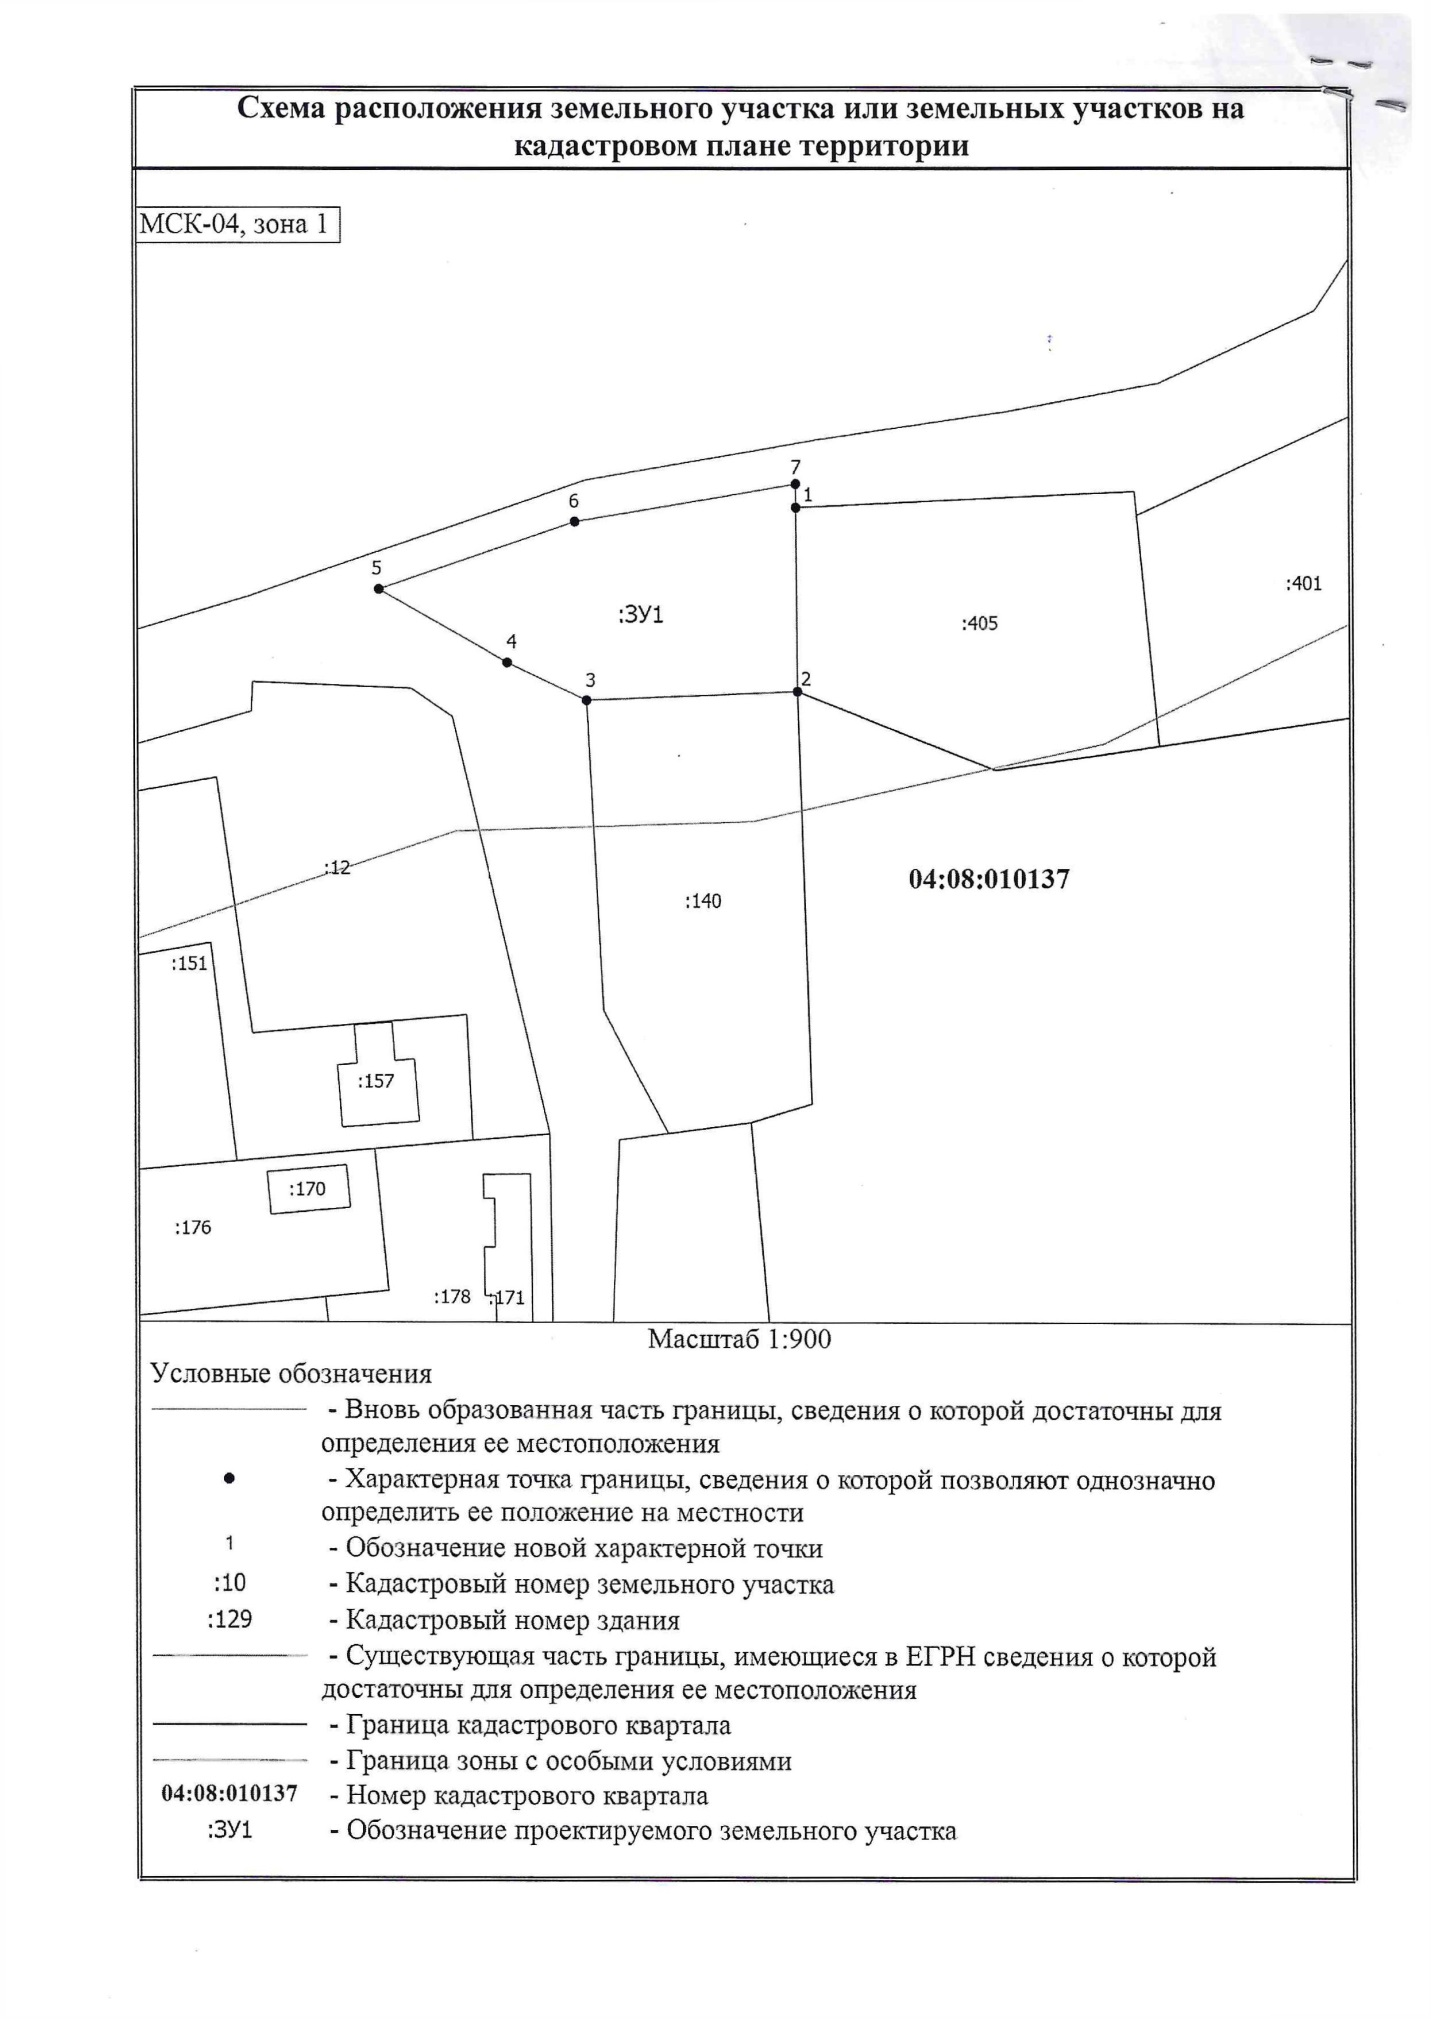 Схема расположения земельного участка или земельных участков на
кадастровом плане территории
МСК-04, зона 1
7
1
6
5
:ЗУ1
:401
:405
4
3
2
:12
:140
04:08:010137
:151
:157
:170
:176
:178
:171
Масштаб 1:900
Условные обозначения
- Вновь образованная часть границы, сведения о которой достаточны для
определения ее местоположения
- Характерная точка границы, сведения о которой позволяют однозначно
определить ее положение на местности
1 - Обозначение новой характерной точки
:10 - Кадастровый номер земельного участка
:129 - Кадастровый номер здания
- Существующая часть границы, имеющиеся в ЕГРН сведения о которой
достаточны для определения ее местоположения
- Граница кадастрового квартала
- Граница зоны с особыми условиями
04:08:010137 - Номер кадастрового квартала
:ЗУ1 - Обозначение проектируемого земельного участка